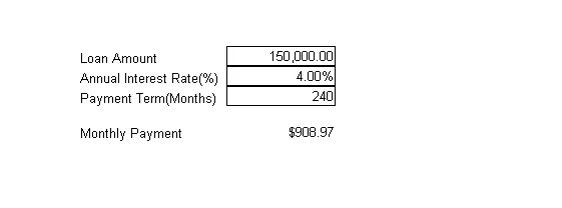 Loan Amount 150,000.00
Annual Interest Rate(%) 4.00%
Payment Term(Months) 240
Monthly Payment $908.97